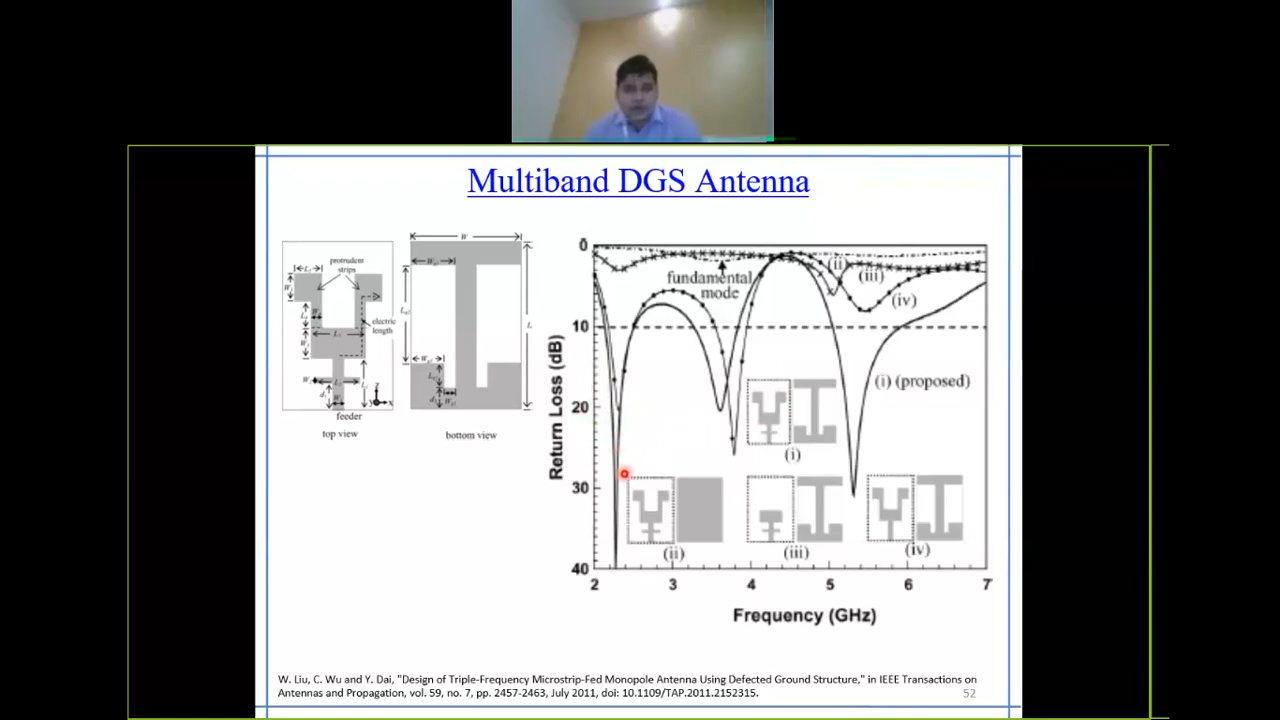 Multiband DGS Antenna
protrudent
strips
electric
length
feeder
top view
W
L
bottom view
Return Loss (dB)
0
10
20
30
40
fundamental
mode
(ii)
(iii)
(iv)
(i) (proposed)
(i)
(ii)
(iii)
(iv)
2
3
4
5
6
7
Frequency (GHz)
W. Liu, C. Wu and Y. Dai, "Design of Triple-Frequency Microstrip-Fed Monopole Antenna Using Defected Ground Structure," in IEEE Transactions on
Antennas and Propagation, vol. 59, no. 7, pp. 2457-2463, July 2011, doi: 10.1109/TAP.2011.2152315.
52